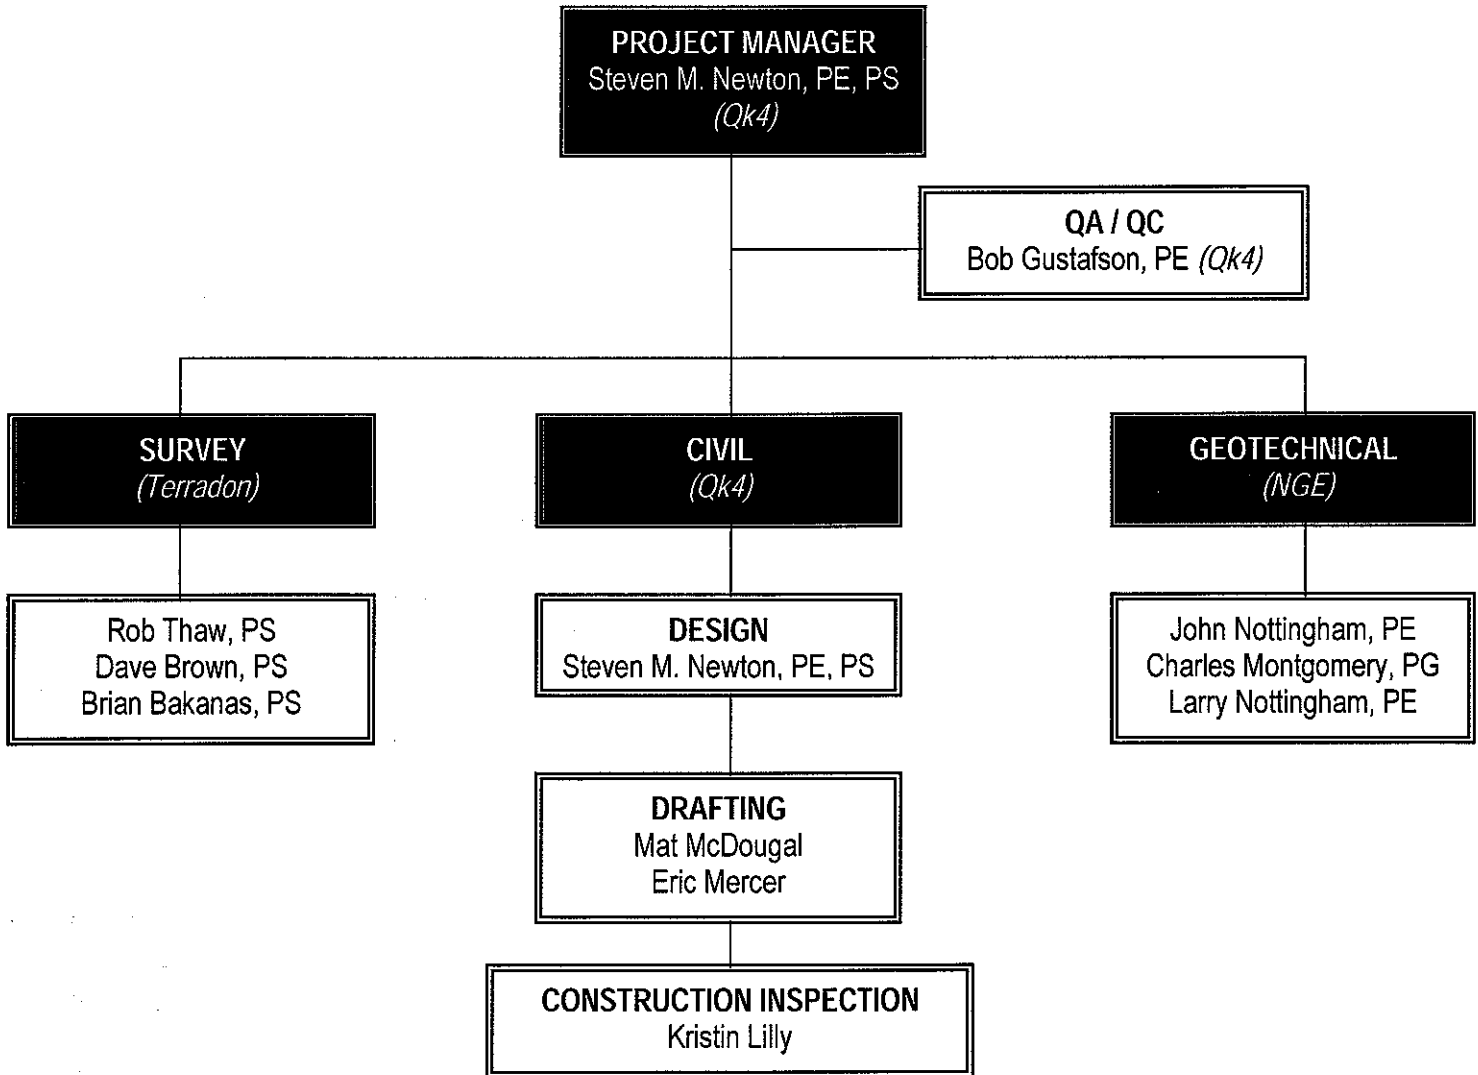 PROJECT MANAGER
Steven M. Newton, PE, PS
(Qk4)
QA / QC
Bob Gustafson, PE (Qk4)
SURVEY
(Terradon)
CIVIL
(Qk4)
GEOTECHNICAL
(NGE)
Rob Thaw, PS
Dave Brown, PS
Brian Bakanas, PS
DESIGN
Steven M. Newton, PE, PS
John Nottingham, PE
Charles Montgomery, PG
Larry Nottingham, PE
DRAFTING
Mat McDougal
Eric Mercer
CONSTRUCTION INSPECTION
Kristin Lilly